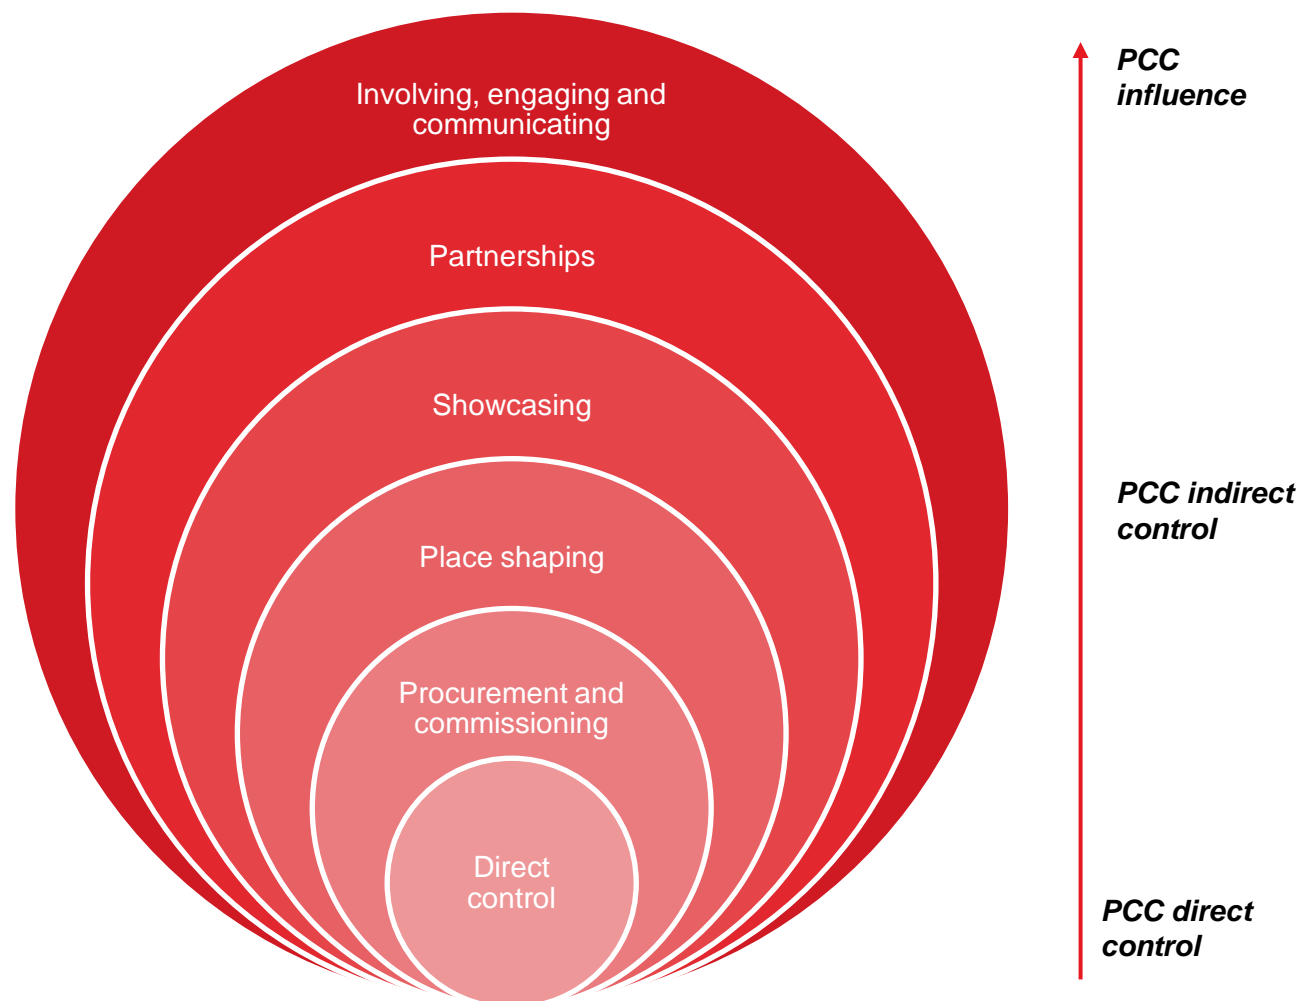 Involving, engaging and
communicating
Partnerships
Showcasing
Place shaping
Procurement and
commissioning
Direct
control
PCC
influence
PCC indirect
control
PCC direct
control